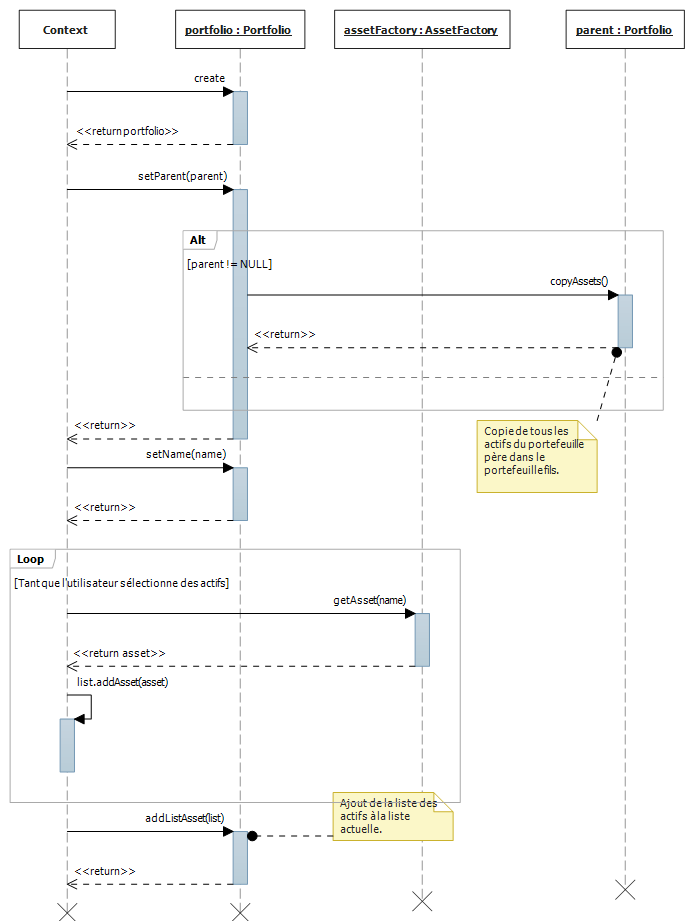 Context
portfolio : Portfolio
assetFactory : AssetFactory
parent : Portfolio
create
<<return portfolio>>
setParent(parent)
Alt
[parent != NULL]
copyAssets()
<<return>>
<<return>>
Copie de tous les
actifs du portefeuille
père dans le
portefeuille fils.
setName(name)
<<return>>
Loop
[Tant que l'utilisateur sélectionne des actifs]
getAsset(name)
<<return asset>>
list.addAsset(asset)
Ajout de la liste des
actifs à la liste
actuelle.
addListAsset(list)
<<return>>